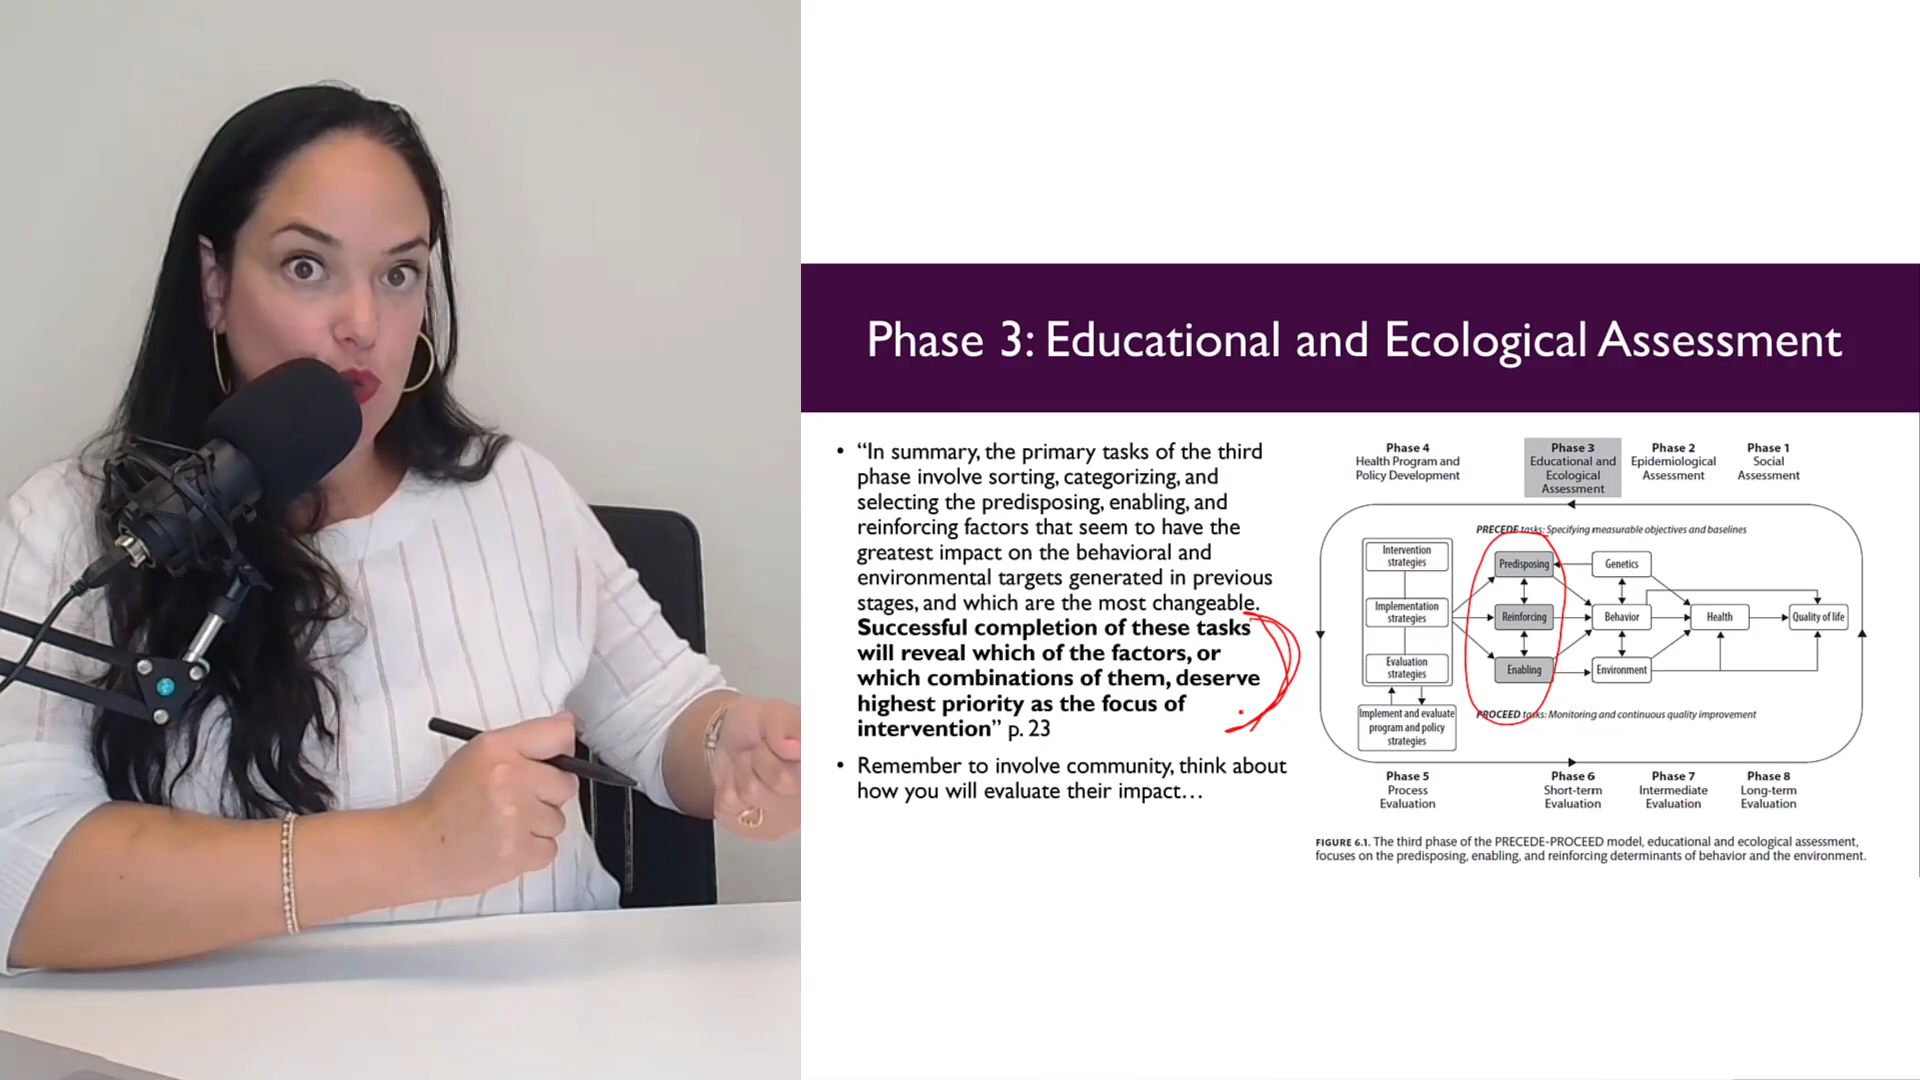 Phase 3: Educational and Ecological Assessment
• “In summary, the primary tasks of the third
phase involve sorting, categorizing, and
selecting the predisposing, enabling, and
reinforcing factors that seem to have the
greatest impact on the behavioral and
environmental targets generated in previous
stages, and which are the most changeable.
Successful completion of these tasks
will reveal which of the factors, or
which combinations of them, deserve
highest priority as the focus of
intervention” p. 23
• Remember to involve community, think about
how you will evaluate their impact…
Phase 4
Health Program and
Policy Development
Phase 3
Educational and
Ecological
Assessment
Phase 2
Epidemiological
Assessment
Phase 1
Social
Assessment
PRECEDE tasks: Specifying measurable objectives and baselines
Intervention
strategies
Implementation
strategies
Evaluation
strategies
Implement and evaluate
program and policy
strategies
Predisposing
Reinforcing
Enabling
Genetics
Behavior
Environment
Health
Quality of life
PROCEED tasks: Monitoring and continuous quality improvement
Phase 5
Process
Evaluation
Phase 6
Short-term
Evaluation
Phase 7
Intermediate
Evaluation
Phase 8
Long-term
Evaluation
FIGURE 6.1. The third phase of the PRECEDE-PROCEED model, educational and ecological assessment,
focuses on the predisposing, enabling, and reinforcing determinants of behavior and the environment.